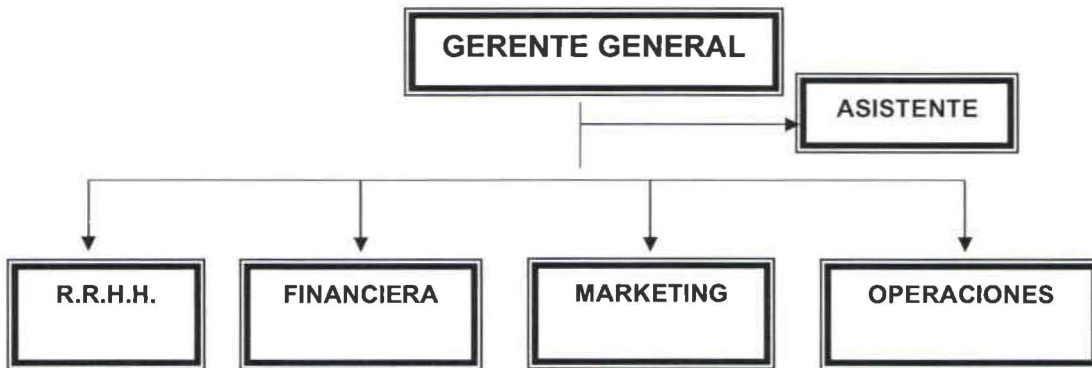 GERENTE GENERAL
ASISTENTE
R.R.H.H.
FINANCIERA
MARKETING
OPERACIONES